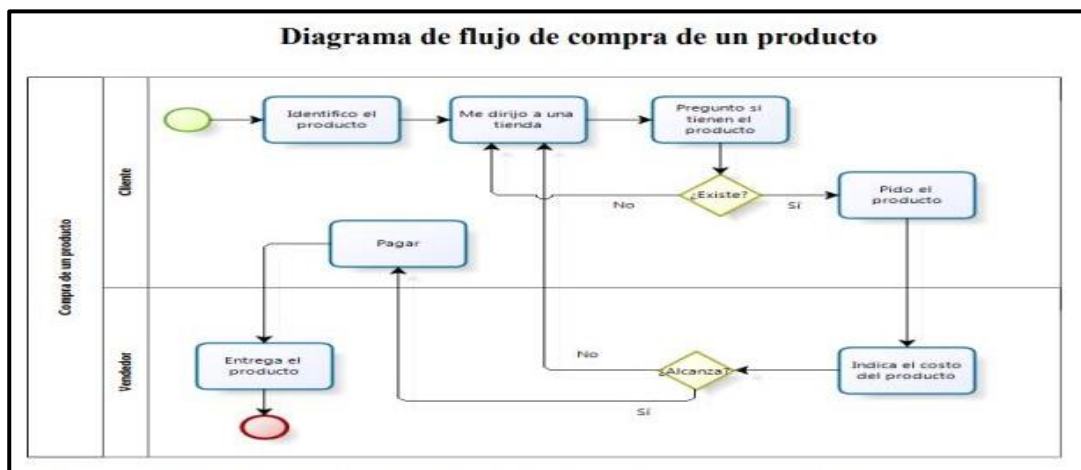 Diagrama de flujo de compra de un producto
Compra de un producto
Cliente
Identifico el
producto
Me dirijo a una
tienda
Pregunto si
tienen el
producto
¿Existe?
No
Sí
Pido el
producto
Pagar
Vendedor
Entrega el
producto
No
¿Alcanza?
Sí
Indica el costo
del producto